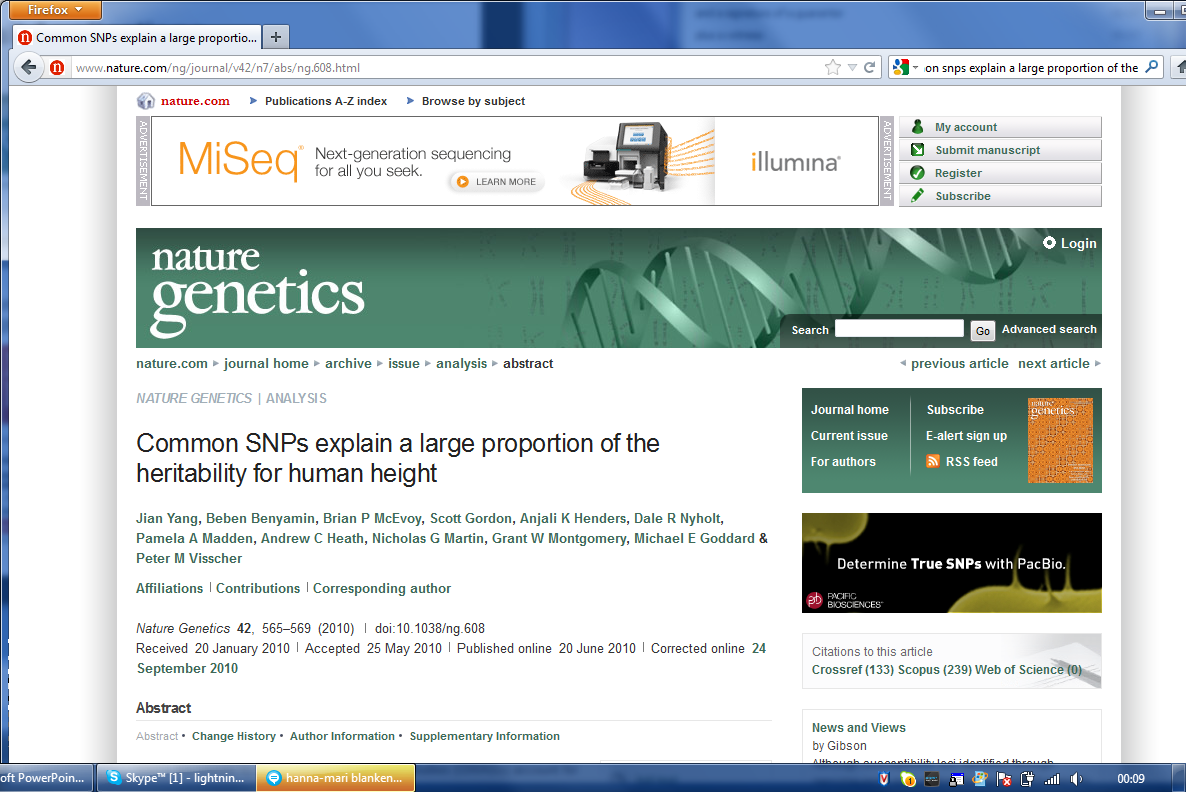 Firefox
Common SNPs explain a large proportio...
www.nature.com/ng/journal/v42/n7/abs/ng.608.html
on snps explain a large proportion of the
nature.com Publications A-Z index Browse by subject
ADVERTISEMENT
MiSeq® Next-generation sequencing
for all you seek.
LEARN MORE
illumina®
ADVERTISEMENT
My account
Submit manuscript
Register
Subscribe
nature
genetics
Login
Search Go Advanced search
nature.com journal home archive issue analysis abstract
previous article next article
NATURE GENETICS | ANALYSIS
Common SNPs explain a large proportion of the
heritability for human height
Jian Yang, Beben Benyamin, Brian P McEvoy, Scott Gordon, Anjali K Henders, Dale R Nyholt,
Pamela A Madden, Andrew C Heath, Nicholas G Martin, Grant W Montgomery, Michael E Goddard &
Peter M Visscher
Affiliations | Contributions | Corresponding author
Nature Genetics 42, 565–569 (2010) | doi:10.1038/ng.608
Received 20 January 2010 | Accepted 25 May 2010 | Published online 20 June 2010 | Corrected online 24
September 2010
Abstract
Abstract • Change History • Author Information • Supplementary Information
Journal home
Current issue
For authors
Subscribe
E-alert sign up
RSS feed
nature
genetics
Determine True SNPs with PacBio.
PACIFIC
BIOSCIENCES™
Citations to this article
Crossref (133) Scopus (239) Web of Science (0)
News and Views
by Gibson
Although susceptibility loci identified through
oft PowerPoin...
Skype™ [1] - lightnin...
hanna-mari blanken...
00:09